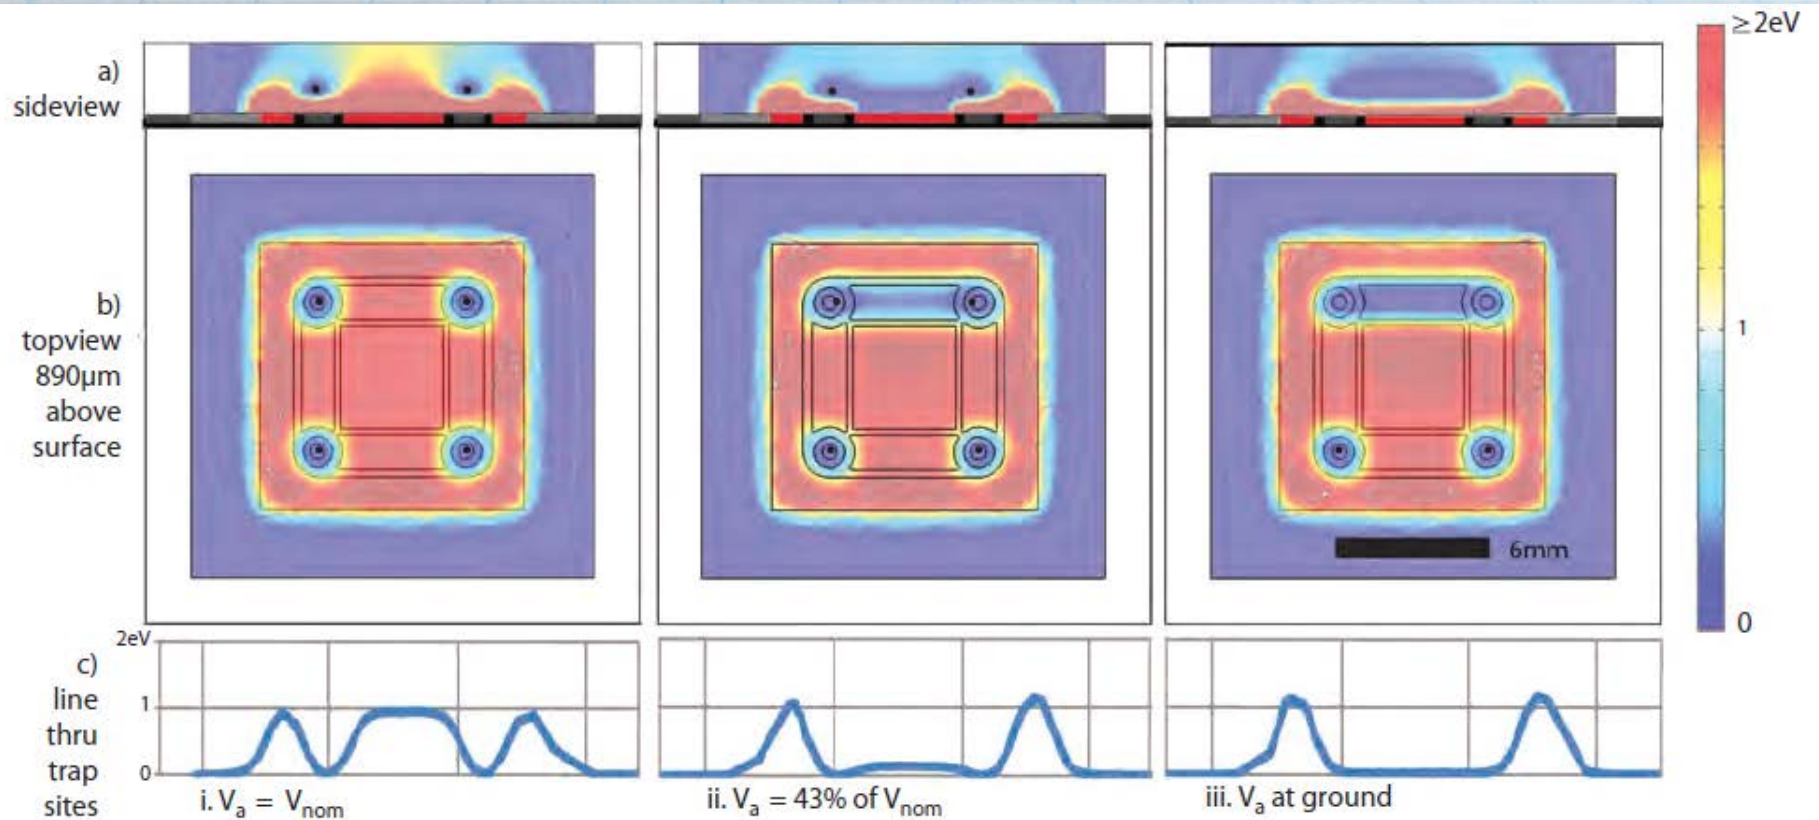 ≥2eV
a)
sideview
b)
topview
890µm
above
surface
1
6mm
0
2eV
c)
line
thru
trap
sites
1
0
i. Va = Vnom
ii. Va = 43% of Vnom
iii. Va at ground